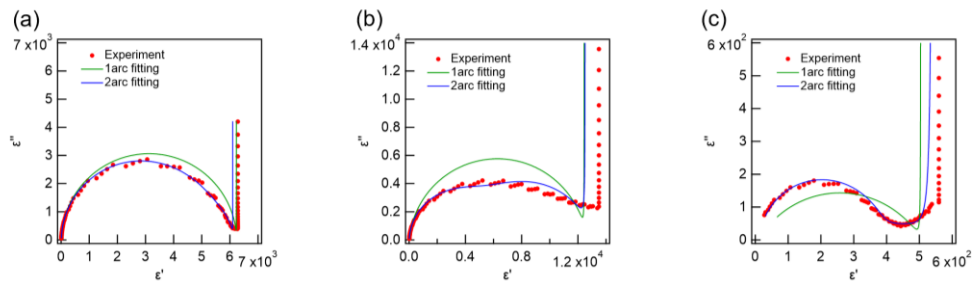 (a)
7 x10³
6
5
4
3
2
1
0
ε"
Experiment
1arc fitting
2arc fitting
0 1 2 3 4 5 6 7 x10³
ε'
(b)
1.4 x10⁴
1.0
0.8
0.6
0.4
0.2
0.0
ε"
Experiment
1arc fitting
2arc fitting
0.0 0.4 0.8 1.2 x10⁴
ε'
(c)
6 x10²
5
4
3
2
1
0
ε"
Experiment
1arc fitting
2arc fitting
0 1 2 3 4 5 6 x10²
ε'